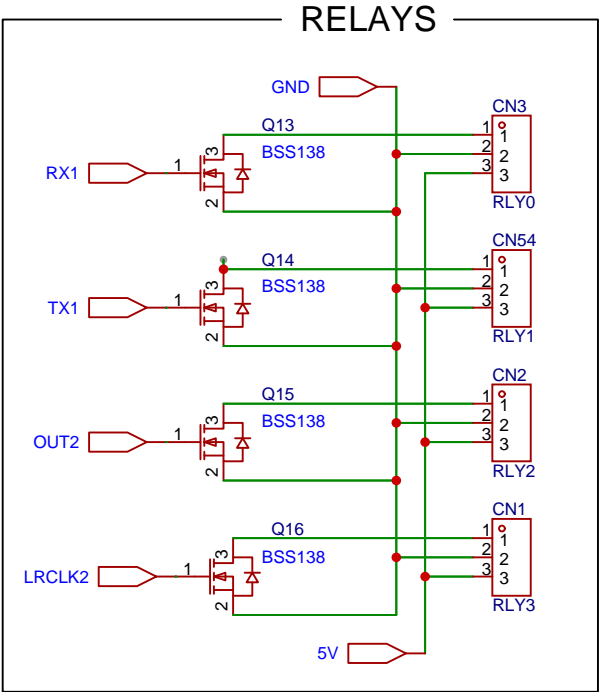 RELAYS
GND
CN3
Q13
1
1
BSS138
3
2
2
RX1
1
3
3
2
RLY0
CN54
Q14
1
1
BSS138
3
2
2
TX1
1
3
3
2
RLY1
CN2
Q15
1
1
BSS138
3
2
2
OUT2
1
3
3
2
RLY2
CN1
Q16
1
1
BSS138
3
2
2
LRCLK2
1
3
3
2
RLY3
5V